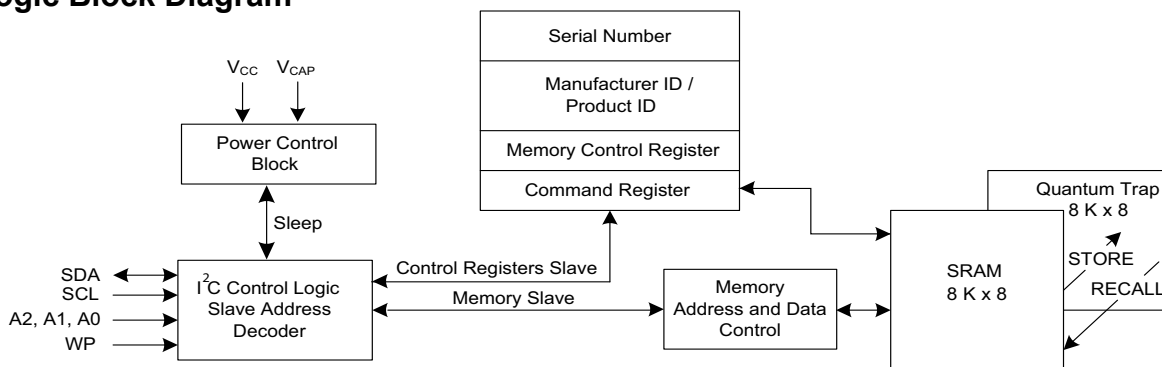 ogic Block Diagram
Serial Number
VCC VCAP
Manufacturer ID /
Product ID
Power Control
Block
Memory Control Register
Command Register
Quantum Trap
8 K x 8
Sleep
SDA
SCL
A2, A1, A0
WP
I2C Control Logic
Slave Address
Decoder
Control Registers Slave
Memory Slave
Memory
Address and Data
Control
SRAM
8 K x 8
STORE
RECALL